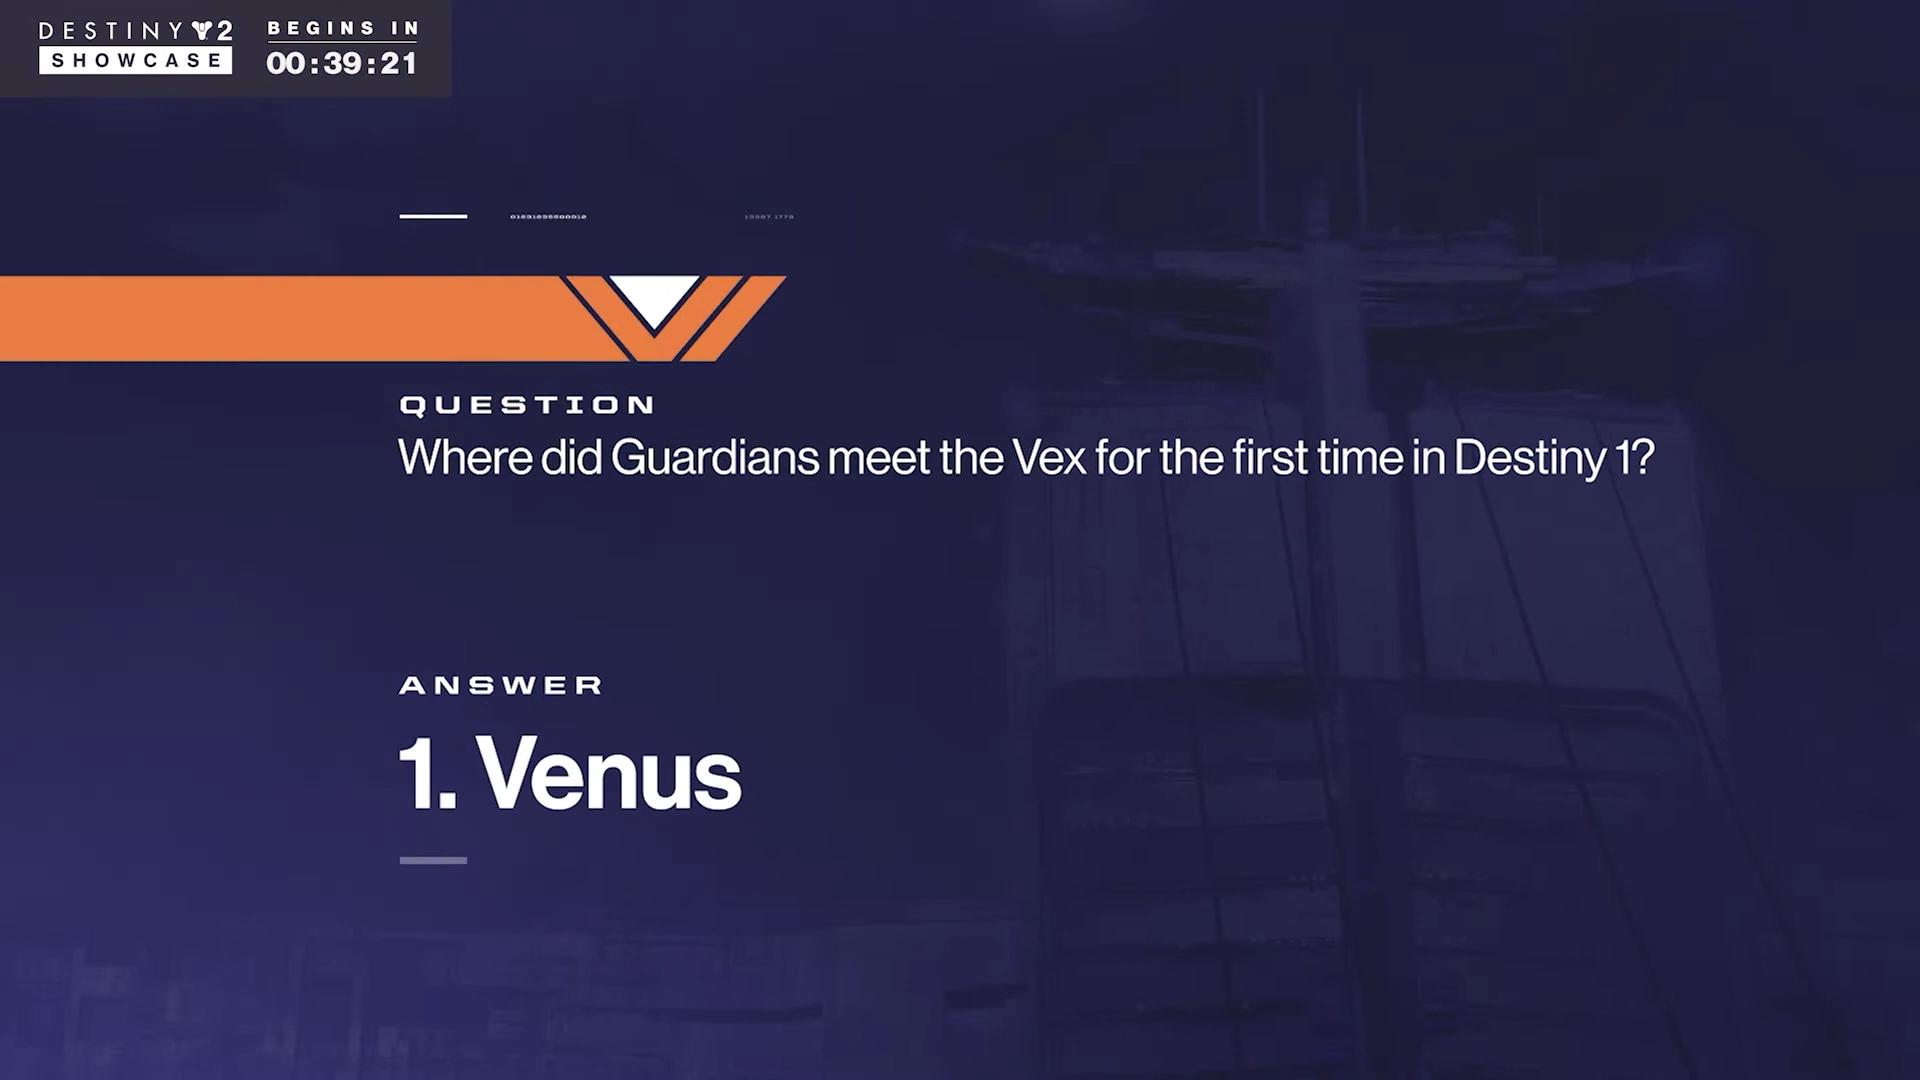 DESTINY 2
SHOWCASE
BEGINS IN
00:39:21
QUESTION
Where did Guardians meet the Vex for the first time in Destiny 1?
ANSWER
1. Venus